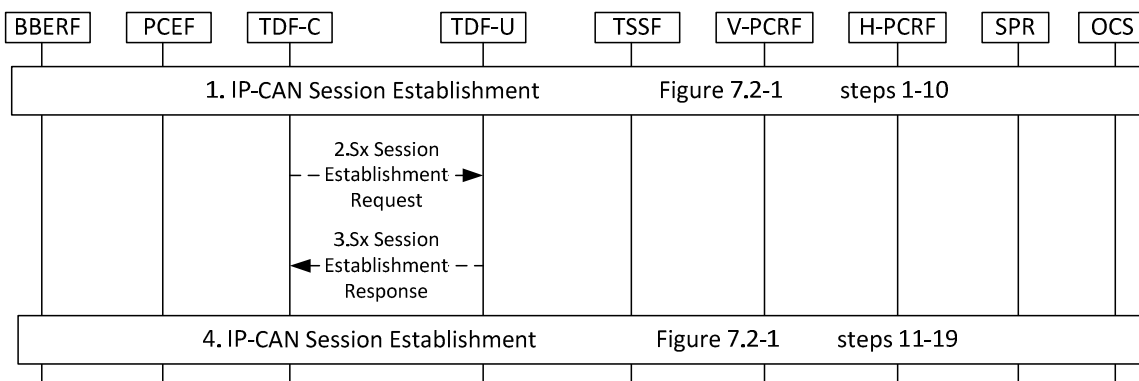 BBERF PCEF TDF-C TDF-U TSSF V-PCRF H-PCRF SPR OCS
1. IP-CAN Session Establishment Figure 7.2-1 steps 1-10
2.Sx Session
Establishment
Request
3.Sx Session
Establishment
Response
4. IP-CAN Session Establishment Figure 7.2-1 steps 11-19